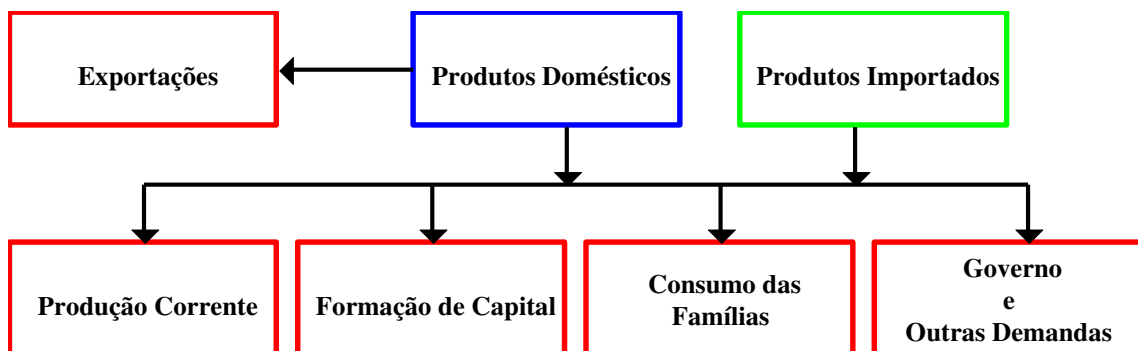 Exportações
Produtos Domésticos
Produtos Importados
Produção Corrente
Formação de Capital
Consumo das
Famílias
Governo
e
Outras Demandas